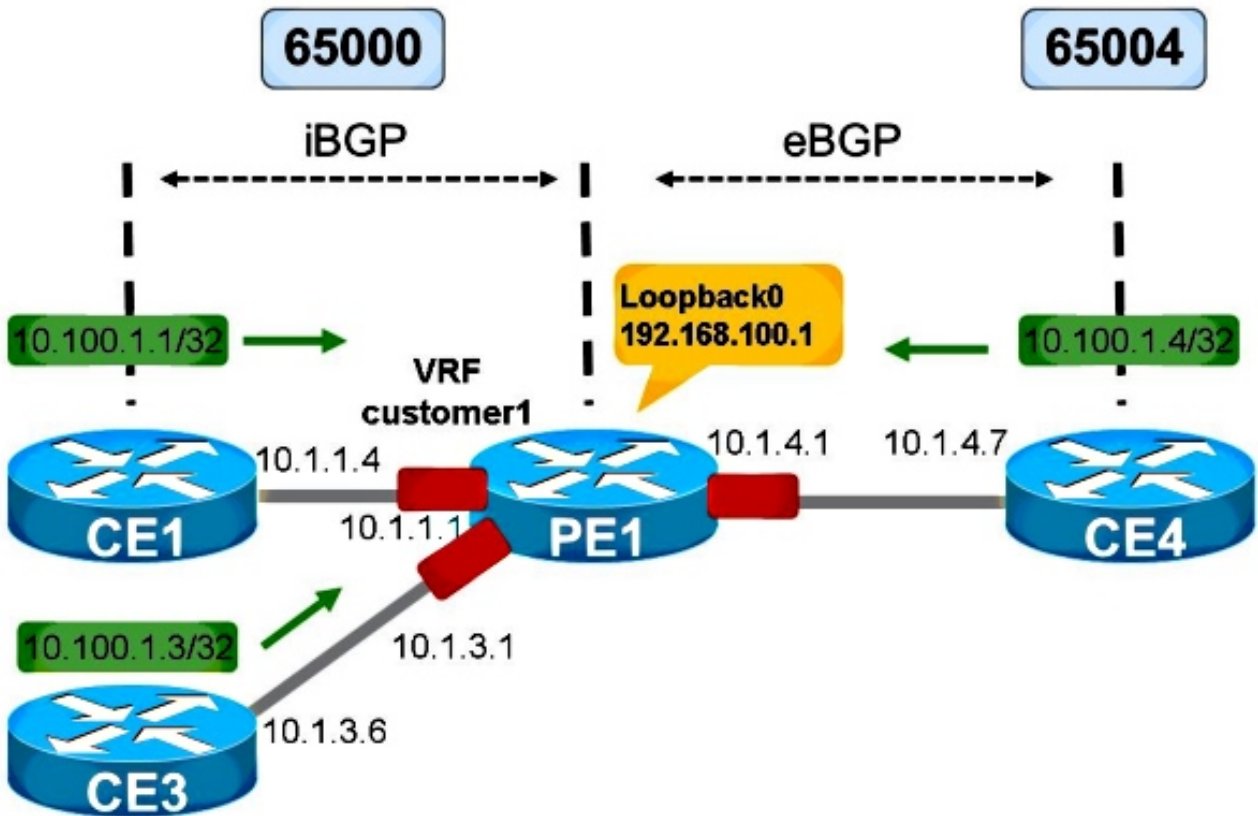 65000
65004
iBGP
eBGP
Loopback0
192.168.100.1
10.100.1.1/32
10.100.1.4/32
VRF
customer1
10.1.1.4
10.1.4.1
10.1.4.7
10.1.1.1
CE1
PE1
CE4
10.100.1.3/32
10.1.3.1
10.1.3.6
CE3